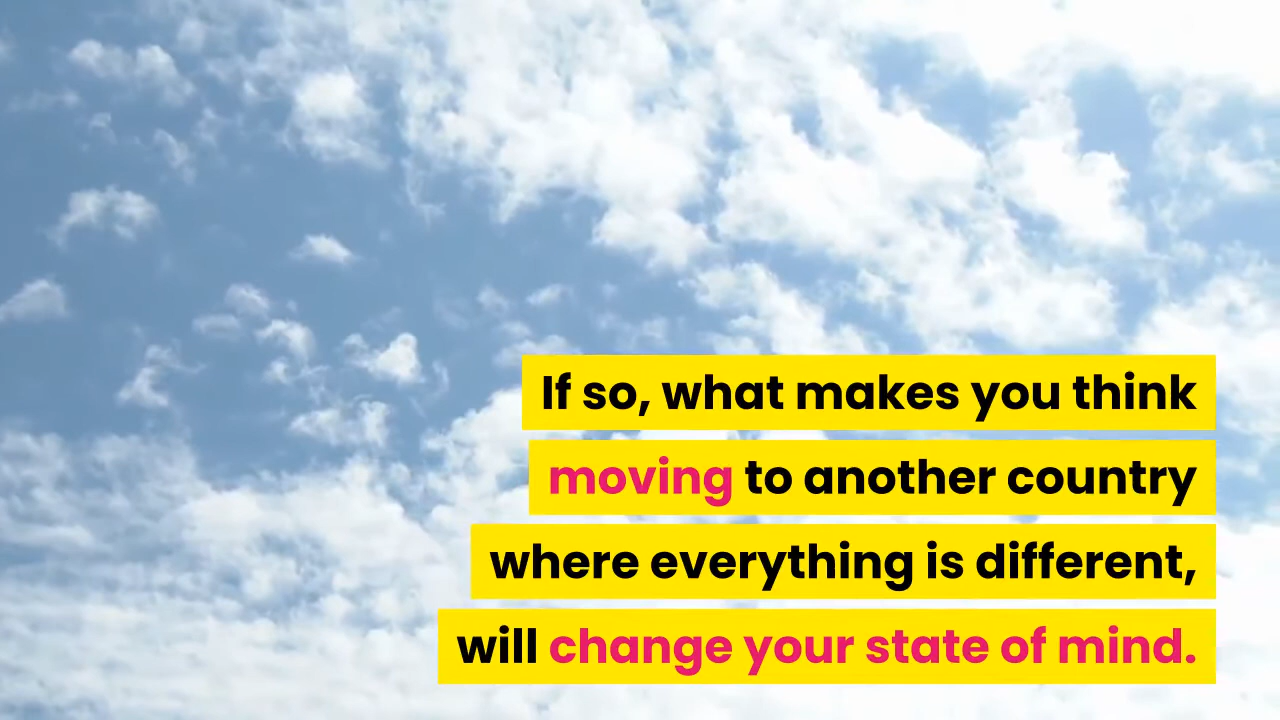 If so, what makes you think
moving to another country
where everything is different,
will change your state of mind.